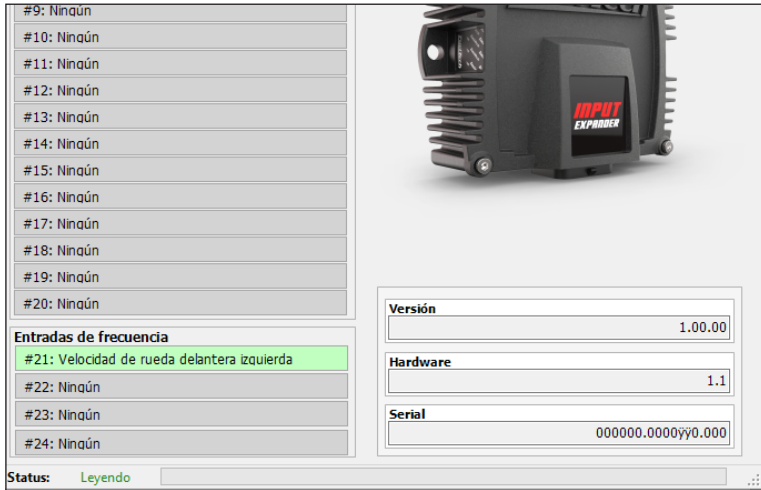 #9: Ningún
#10: Ningún
#11: Ningún
#12: Ningún
#13: Ningún
#14: Ningún
#15: Ningún
#16: Ningún
#17: Ningún
#18: Ningún
#19: Ningún
#20: Ningún
Entradas de frecuencia
#21: Velocidad de rueda delantera izquierda
#22: Ningún
#23: Ningún
#24: Ningún
INPUT
EXPANDER
Versión
1.00.00
Hardware
1.1
Serial
000000.0000ÿÿ0.000
Status: Leyendo